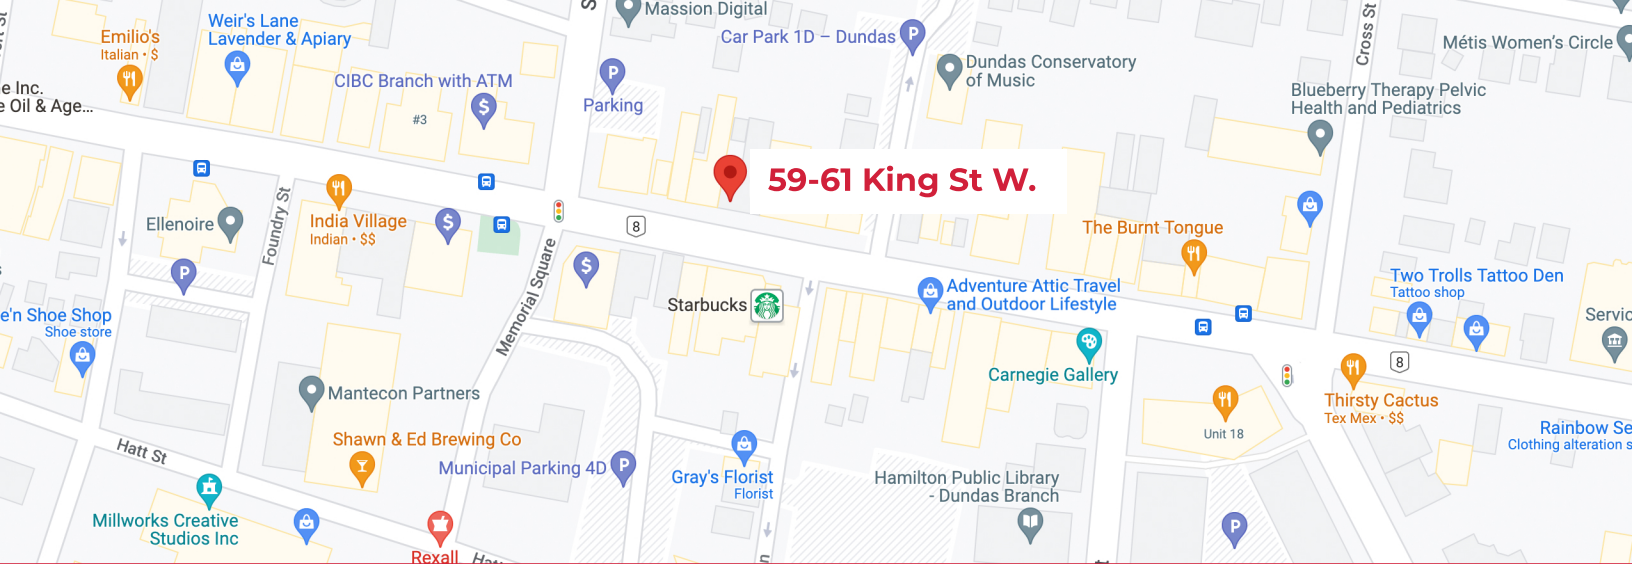 Massion Digital
Weir's Lane
Lavender & Apiary
Emilio's
Italian • $
Car Park 1D – Dundas
P
Cross St
Métis Women's Circle
Dundas Conservatory
of Music
CIBC Branch with ATM
$
#3
P
Parking
e Inc.
e Oil & Age...
Blueberry Therapy Pelvic
Health and Pediatrics
59-61 King St W.
Foundry St
India Village
Indian • $$
$
Ellenoire
8
The Burnt Tongue
P
Memorial Square
$
Starbucks
Adventure Attic Travel
and Outdoor Lifestyle
Two Trolls Tattoo Den
Tattoo shop
e'n Shoe Shop
Shoe store
Servic
8
Carnegie Gallery
Mantecon Partners
Thirsty Cactus
Tex Mex • $$
Unit 18
Rainbow Se
Clothing alteration s
Shawn & Ed Brewing Co
Hatt St
Municipal Parking 4D
P
Gray's Florist
Florist
Hamilton Public Library
- Dundas Branch
Millworks Creative
Studios Inc
P
Rexall
Hat